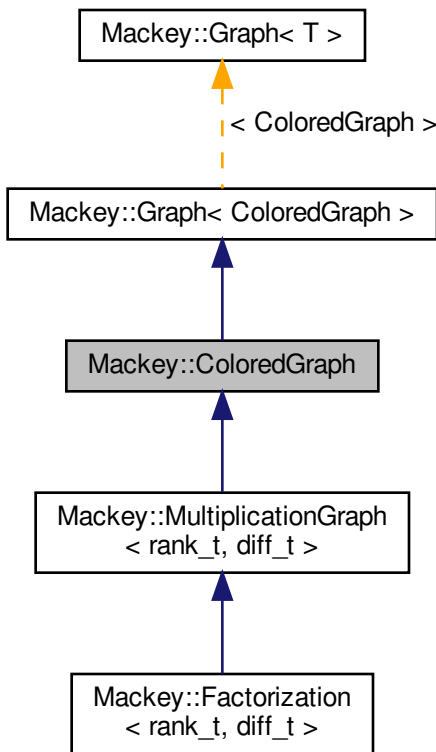 Mackey::Graph< T >
< ColoredGraph >
Mackey::Graph< ColoredGraph >
Mackey::ColoredGraph
Mackey::MultiplicationGraph
< rank_t, diff_t >
Mackey::Factorization
< rank_t, diff_t >